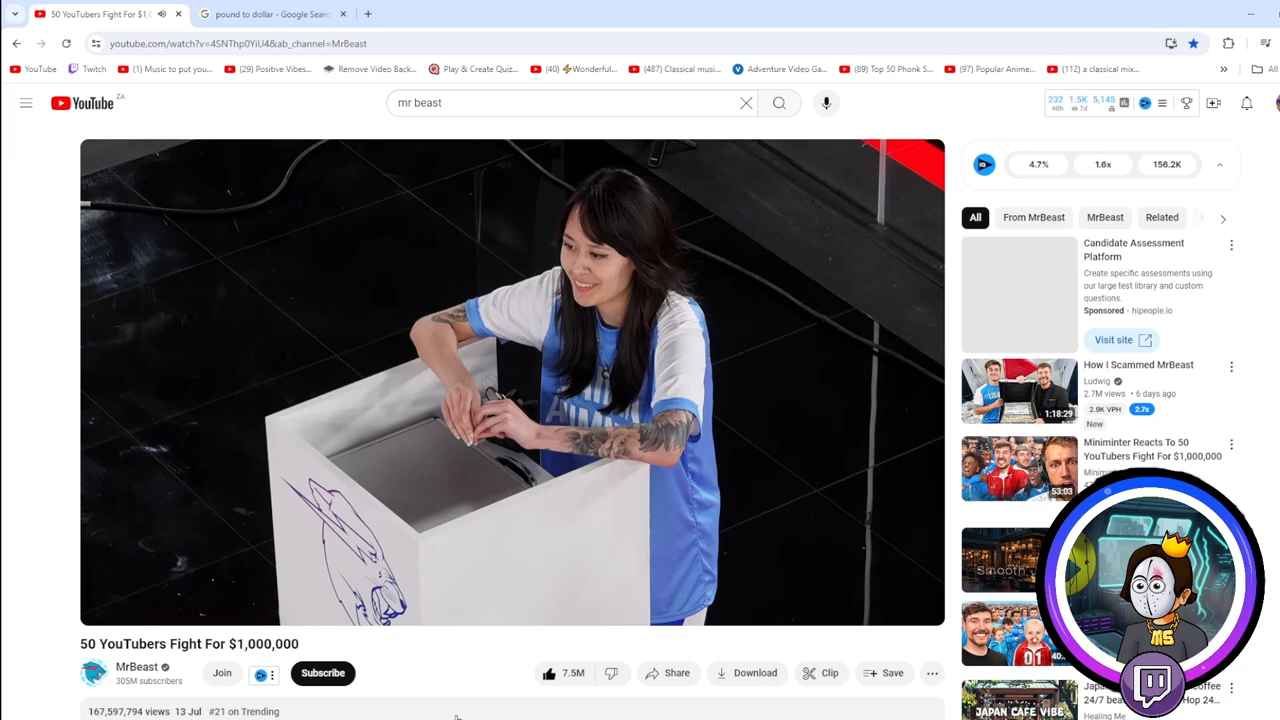 50 YouTubers Fight For $1,0
pound to dollar - Google Searc
youtube.com/watch?v=4SNThp0YiU4&ab_channel=MrBeast
YouTube
Twitch
(1) Music to put you...
(29) Positive Vibes...
Remove Video Back...
Play & Create Quiz...
(40) ⚡Wonderful...
(487) Classical musi...
Adventure Video Ga...
(89) Top 50 Phonk S...
(97) Popular Anime...
(112) a classical mix...
»
All
YouTube ZA
mr beast
232 1.5K 5,145
48h 7d
IQ
4.7%
1.6x
156.2K
All
From MrBeast
MrBeast
Related
Candidate Assessment
Platform
Create specific assessments using
our large test library and custom
questions.
Sponsored · hipeople.io
Visit site
How I Scammed MrBeast
Ludwig
2.7M views • 6 days ago
2.9K VPH 2.7x
New
1:18:29
Miniminter Reacts To 50
YouTubers Fight For $1,000,000
53:03
Smooth
01
JAPAN CAFE VIBE
Healing Me
MS
50 YouTubers Fight For $1,000,000
MrBeast
305M subscribers
Join
Subscribe
7.5M
Share
Download
Clip
Save
167,597,794 views 13 Jul #21 on Trending